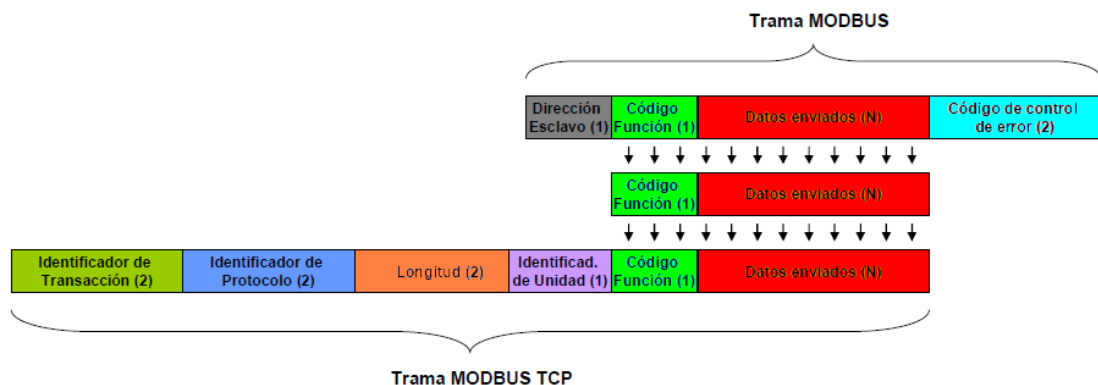 Trama MODBUS
Dirección
Esclavo (1)
Código
Función (1)
Datos enviados (N)
Código de control
de error (2)
Código
Función (1)
Datos enviados (N)
Identificador de
Transacción (2)
Identificador de
Protocolo (2)
Longitud (2)
Identificad.
de Unidad (1)
Código
Función (1)
Datos enviados (N)
Trama MODBUS TCP